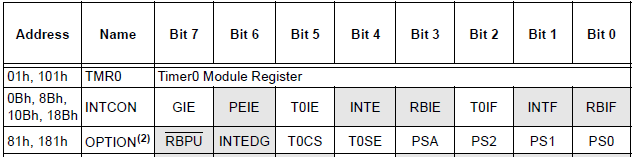 Address Name Bit 7 Bit 6 Bit 5 Bit 4 Bit 3 Bit 2 Bit 1 Bit 0
01h, 101h TMR0 Timer0 Module Register
0Bh, 8Bh,
10Bh, 18Bh INTCON GIE PEIE T0IE INTE RBIE T0IF INTF RBIF
81h, 181h OPTION(2) RBPU INTEDG T0CS T0SE PSA PS2 PS1 PS0